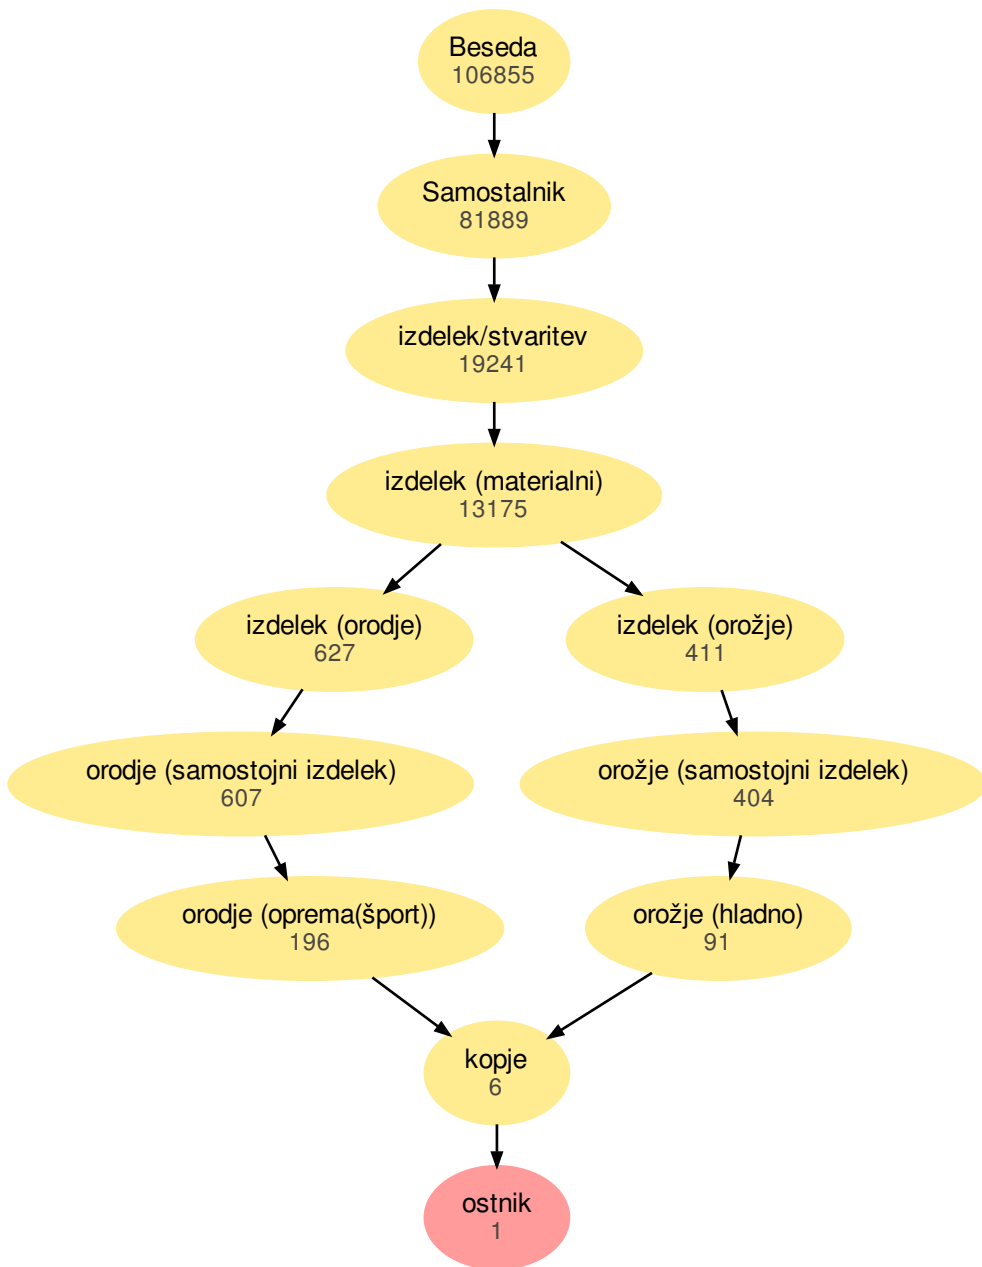 Beseda
106855
Samostalnik
81889
izdelek/stvaritev
19241
izdelek (materialni)
13175
izdelek (orodje)
627
izdelek (orožje)
411
orodje (samostojni izdelek)
607
orožje (samostojni izdelek)
404
orodje (oprema(šport))
196
orožje (hladno)
91
kopje
6
ostnik
1